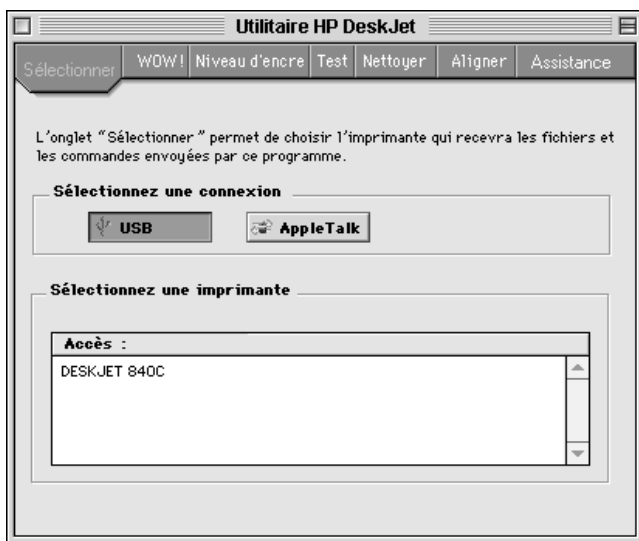 Utilitaire HP DeskJet
Sélectionner WOW! Niveau d'encre Test Nettoyer Aligner Assistance
L'onglet "Sélectionner" permet de choisir l'imprimante qui recevra les fichiers et
les commandes envoyées par ce programme.
Sélectionnez une connexion
USB AppleTalk
Sélectionnez une imprimante
Accès :
DESKJET 840C